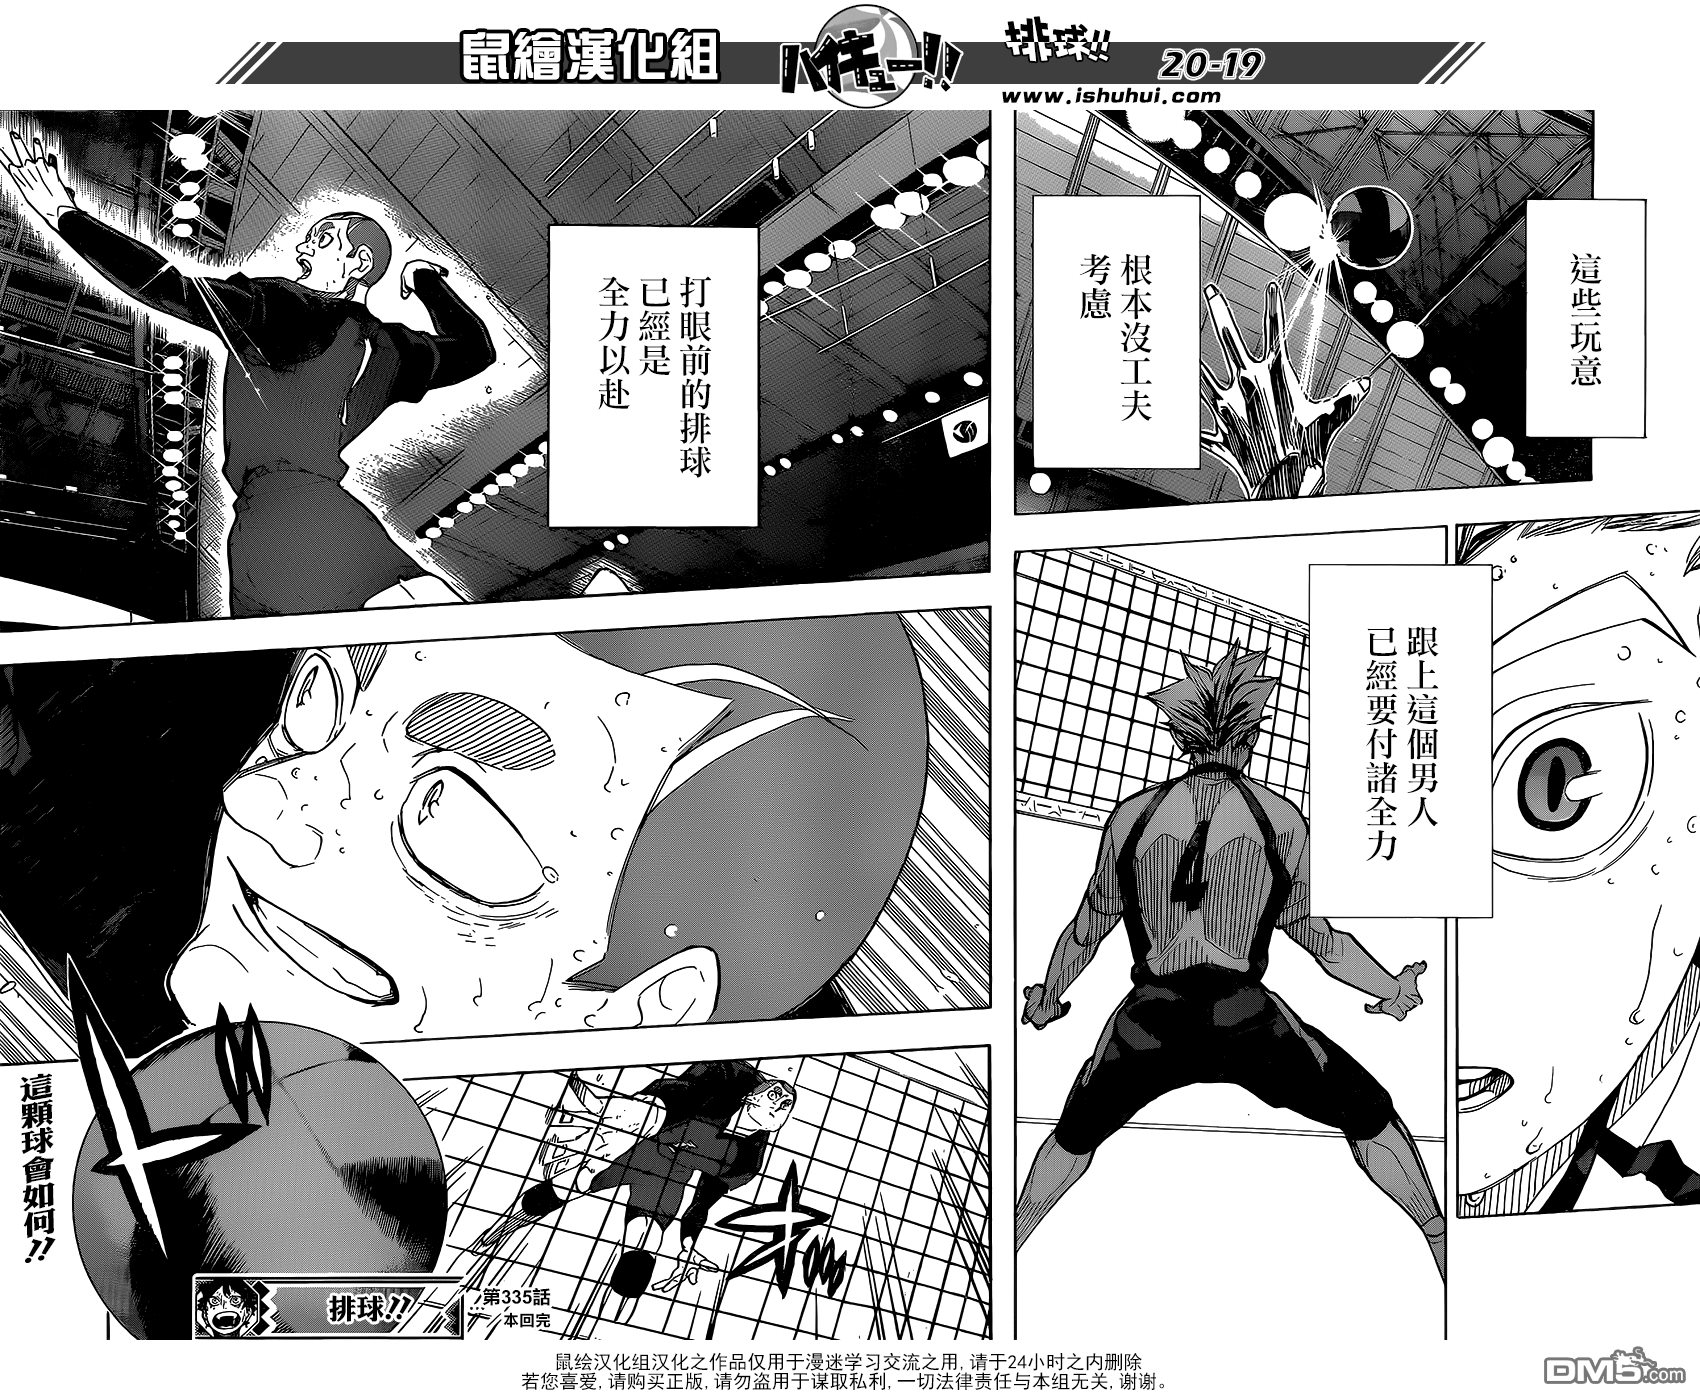 鼠繪漢化組
ハイキュー!!
排球!!
20-19
www.ishuhui.com
這些玩意
根本沒工夫
考慮
跟上這個男人
已經要付諸全力
4
打眼前的排球
已經是
全力以赴
這顆球會如何!!
排球!!
第335話
…本回完
鼠绘汉化组汉化之作品仅用于漫迷学习交流之用,请于24小时之内删除
若您喜爱,请购买正版,请勿盗用于谋取私利,一切法律责任与本组无关,谢谢。
DM5.com